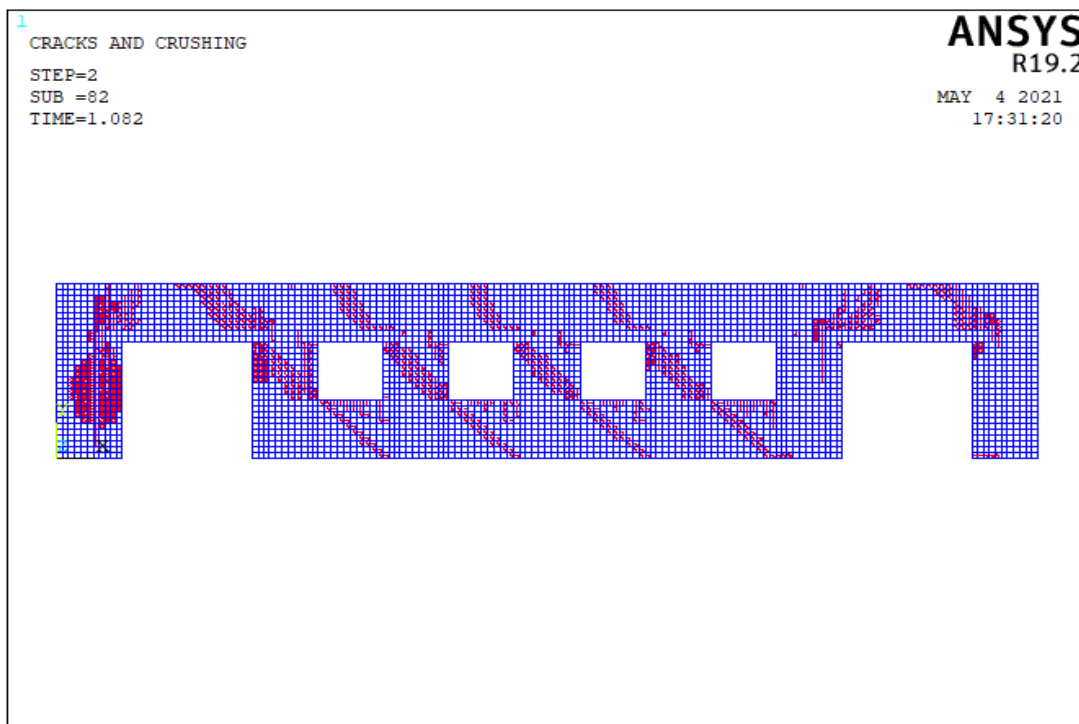 1
CRACKS AND CRUSHING
STEP=2
SUB =82
TIME=1.082
ANSYS
R19.2
MAY 4 2021
17:31:20
X